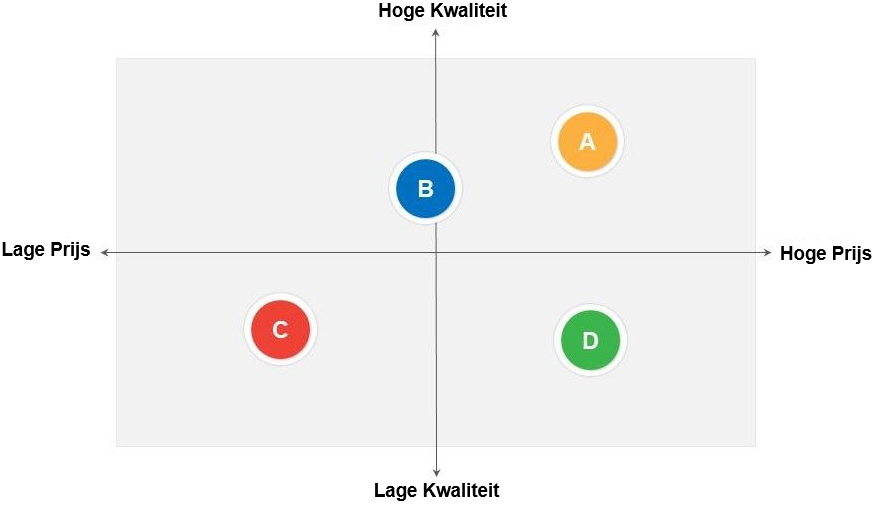 Hoge Kwaliteit
A
B
Lage Prijs
Hoge Prijs
C
D
Lage Kwaliteit